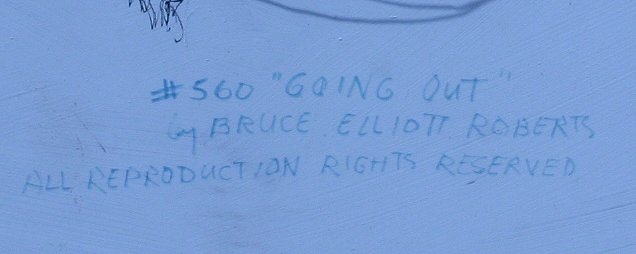 #560 "GOING OUT"
by BRUCE ELLIOTT ROBERTS
ALL REPRODUCTION RIGHTS RESERVED